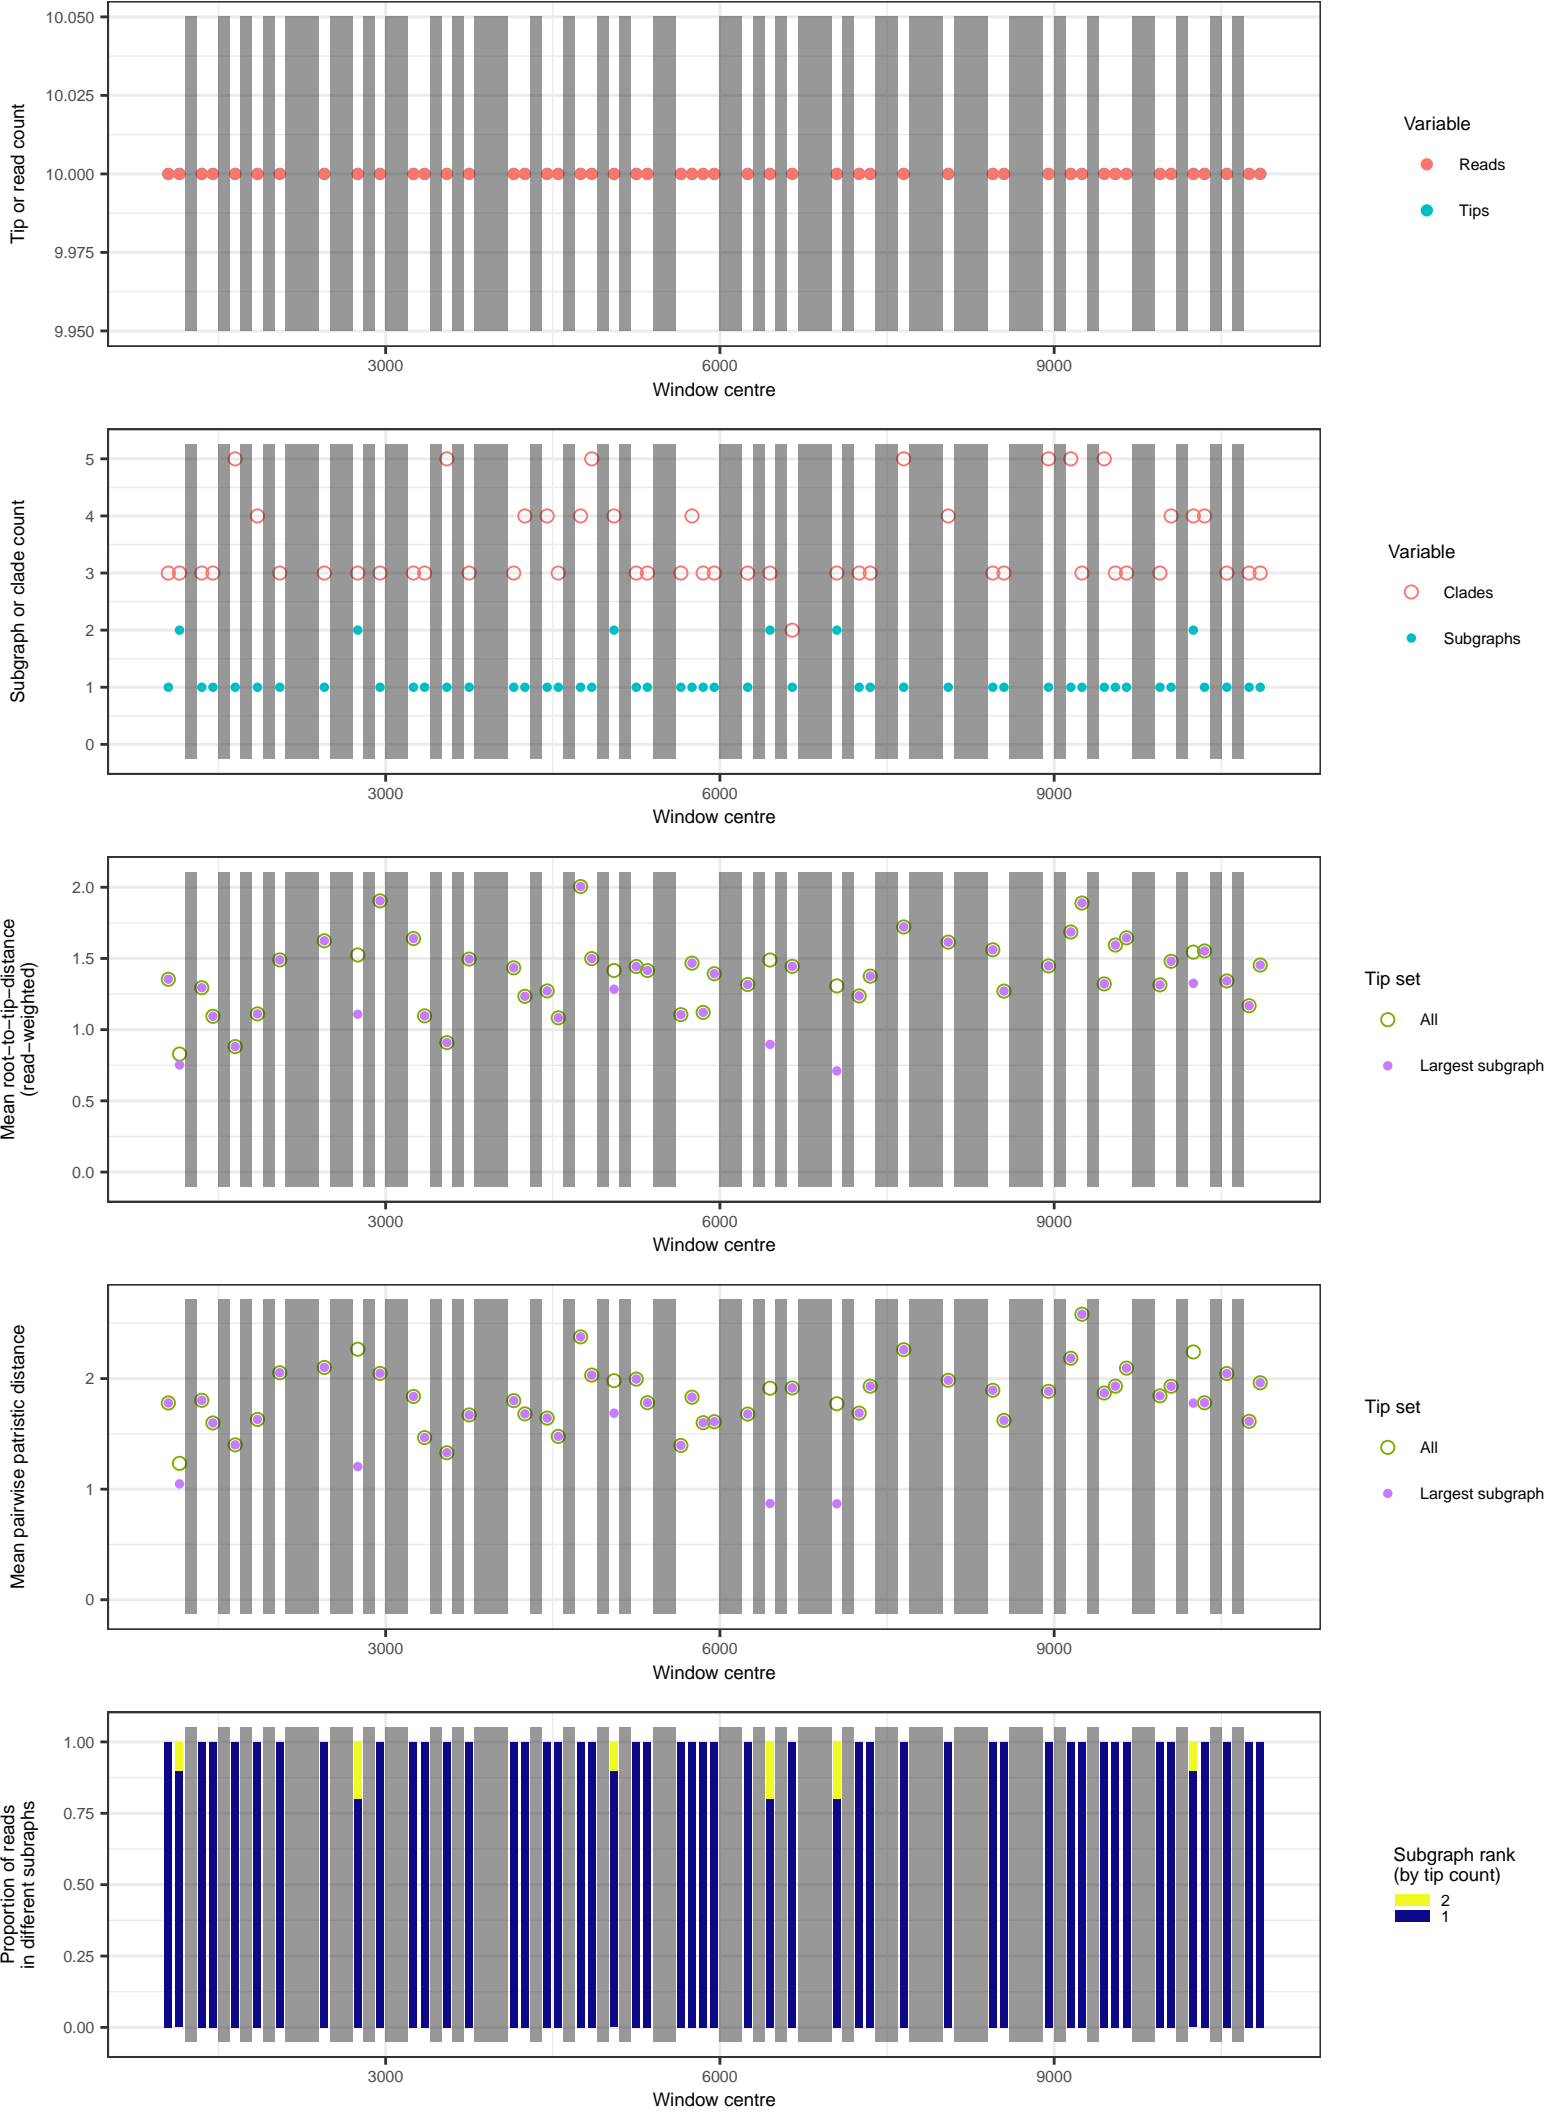 10.050
10.025
10.000
9.975
9.950
Tip or read count
3000 6000 9000
Window centre
Variable
Reads
Tips
5
4
3
2
1
0
Subgraph or clade count
3000 6000 9000
Window centre
Variable
Clades
Subgraphs
2.0
1.5
1.0
0.5
0.0
Mean root−to−tip−distance
(read−weighted)
3000 6000 9000
Window centre
Tip set
All
Largest subgraph
2
1
0
Mean pairwise patristic distance
3000 6000 9000
Window centre
Tip set
All
Largest subgraph
1.00
0.75
0.50
0.25
0.00
Proportion of reads
in different subraphs
3000 6000 9000
Window centre
Subgraph rank
(by tip count)
2
1